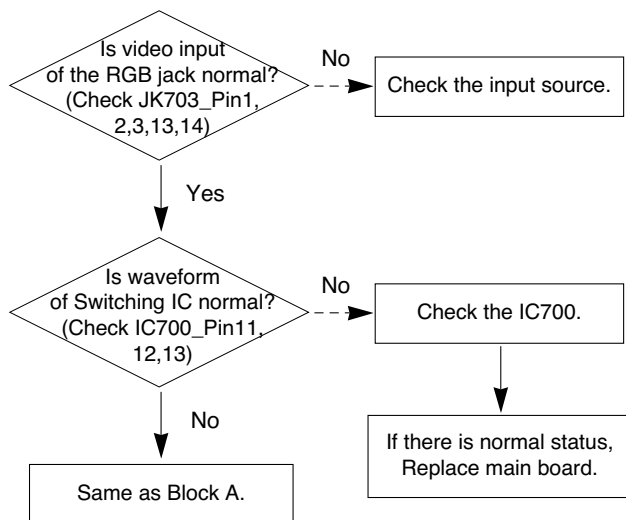 Is video input
of the RGB jack normal?
(Check JK703_Pin1,
2,3,13,14)
No
Check the input source.
Yes
Is waveform
of Switching IC normal?
(Check IC700_Pin11,
12,13)
No
Check the IC700.
No
If there is normal status,
Replace main board.
Same as Block A.